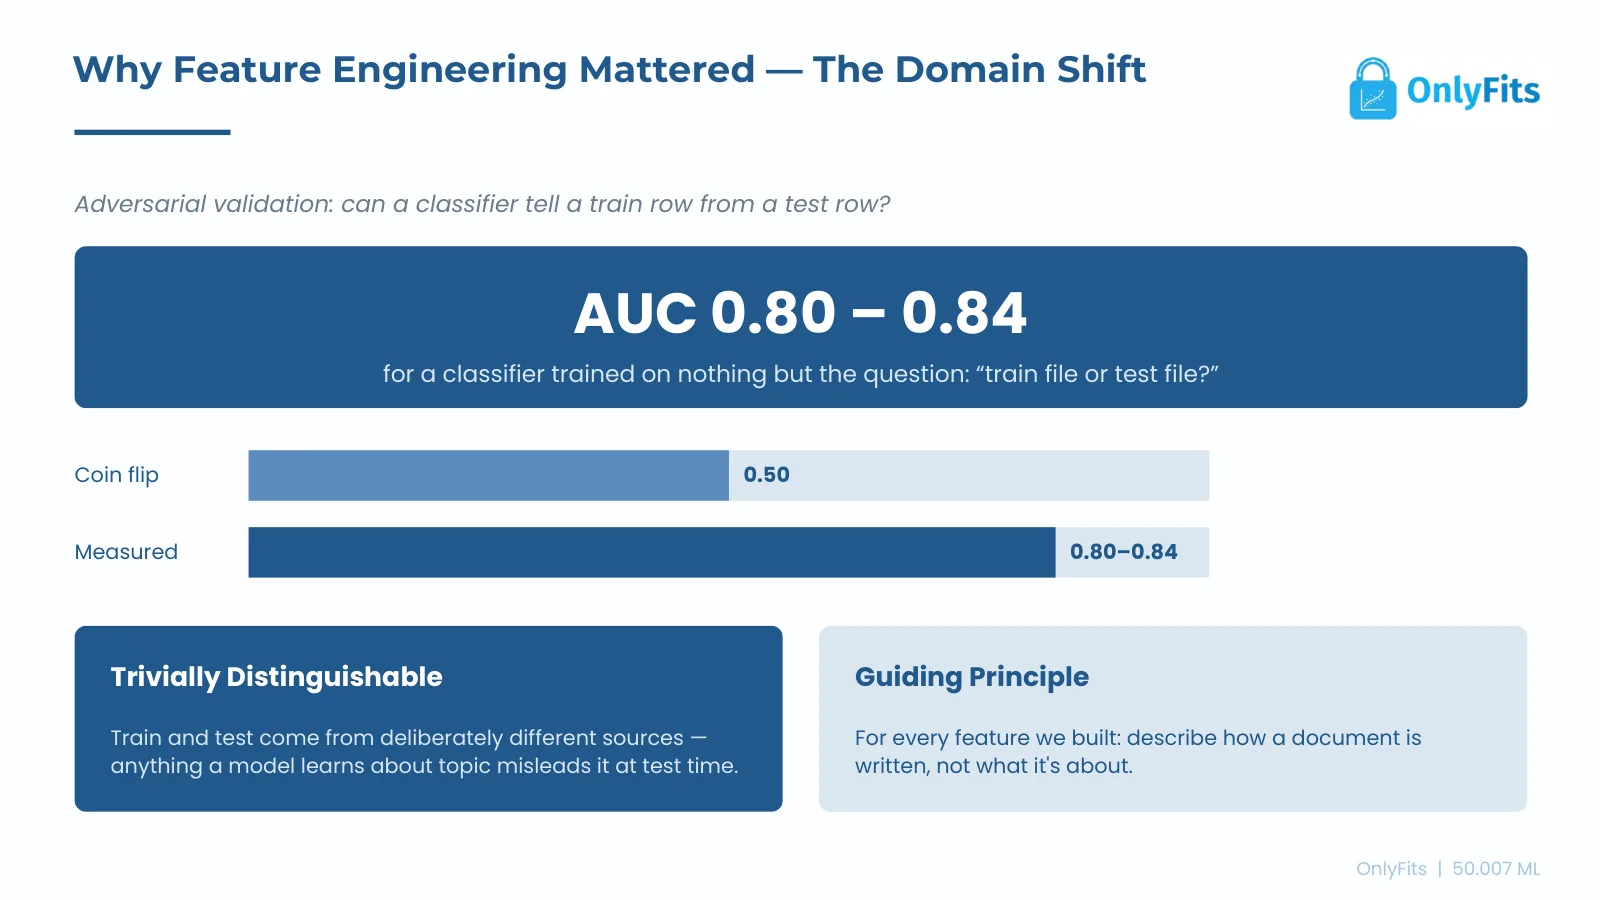 Why Feature Engineering Mattered — The Domain Shift
OnlyFits
Adversarial validation: can a classifier tell a train row from a test row?
AUC 0.80 – 0.84
for a classifier trained on nothing but the question: “train file or test file?”
Coin flip
0.50
Measured
0.80–0.84
Trivially Distinguishable
Train and test come from deliberately different sources —
anything a model learns about topic misleads it at test time.
Guiding Principle
For every feature we built: describe how a document is
written, not what it's about.
OnlyFits | 50.007 ML